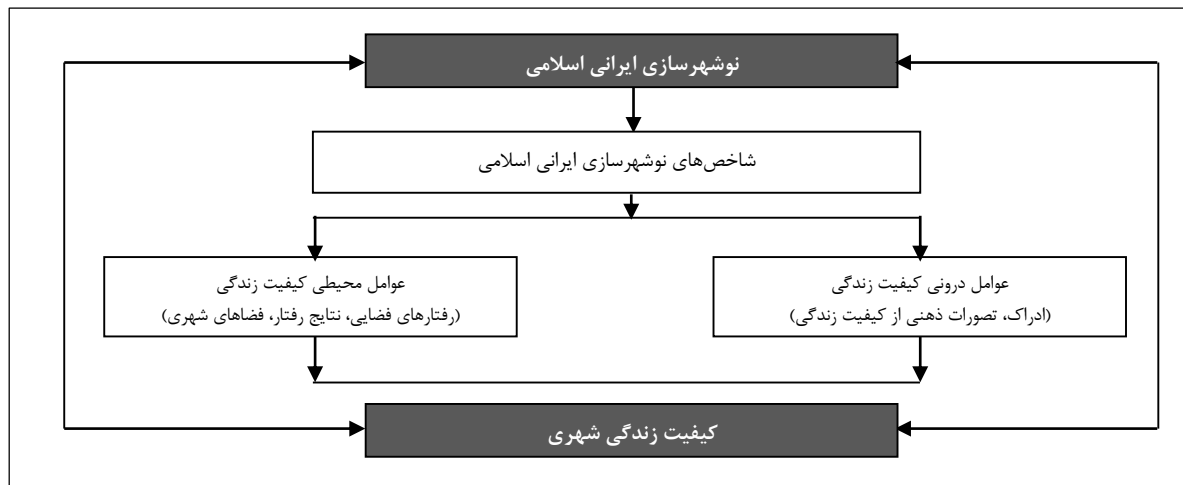 نوشهرسازی ایرانی اسلامی
شاخص‌های نوشهرسازی ایرانی اسلامی
عوامل درونی کیفیت زندگی
(ادراک، تصورات ذهنی از کیفیت زندگی)
عوامل محیطی کیفیت زندگی
(رفتارهای فضایی، نتایج رفتار، فضاهای شهری)
کیفیت زندگی شهری